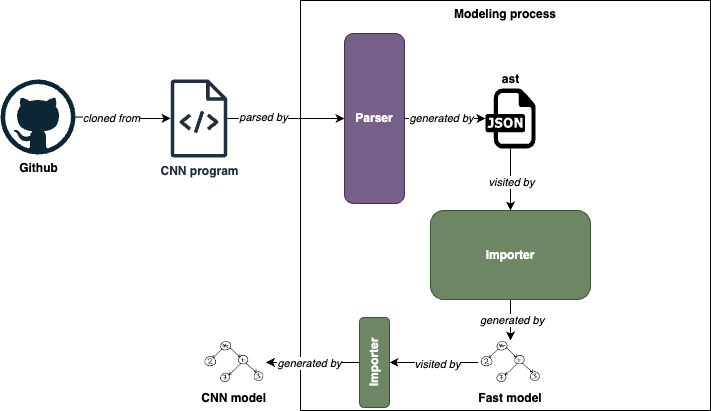 Modeling process
ast
JSON
cloned from
</>
parsed by
Parser
generated by
Github
CNN program
visited by
Importer
generated by
Importer
generated by
visited by
CNN model
Fast model